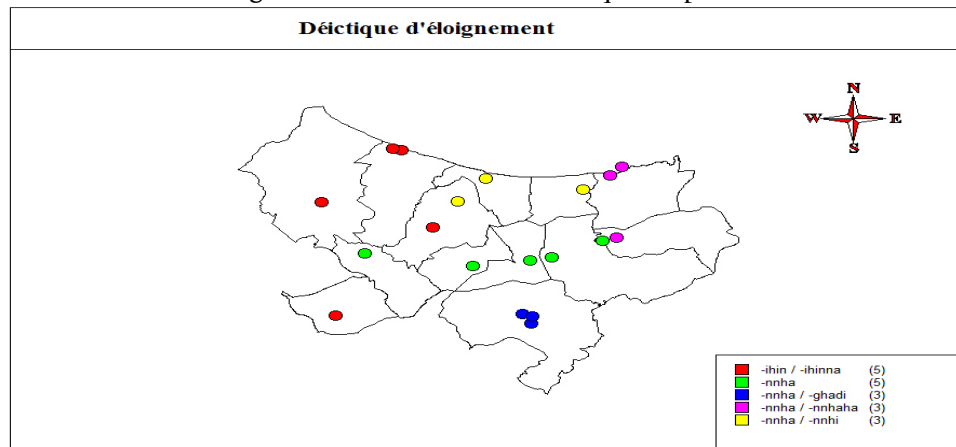 Déictique d'éloignement
N
W E
S
-ihin / -ihinna (5)
-nnha (5)
-nnha / -ghadi (3)
-nnha / -nnhaha (3)
-nnha / -nnhi (3)